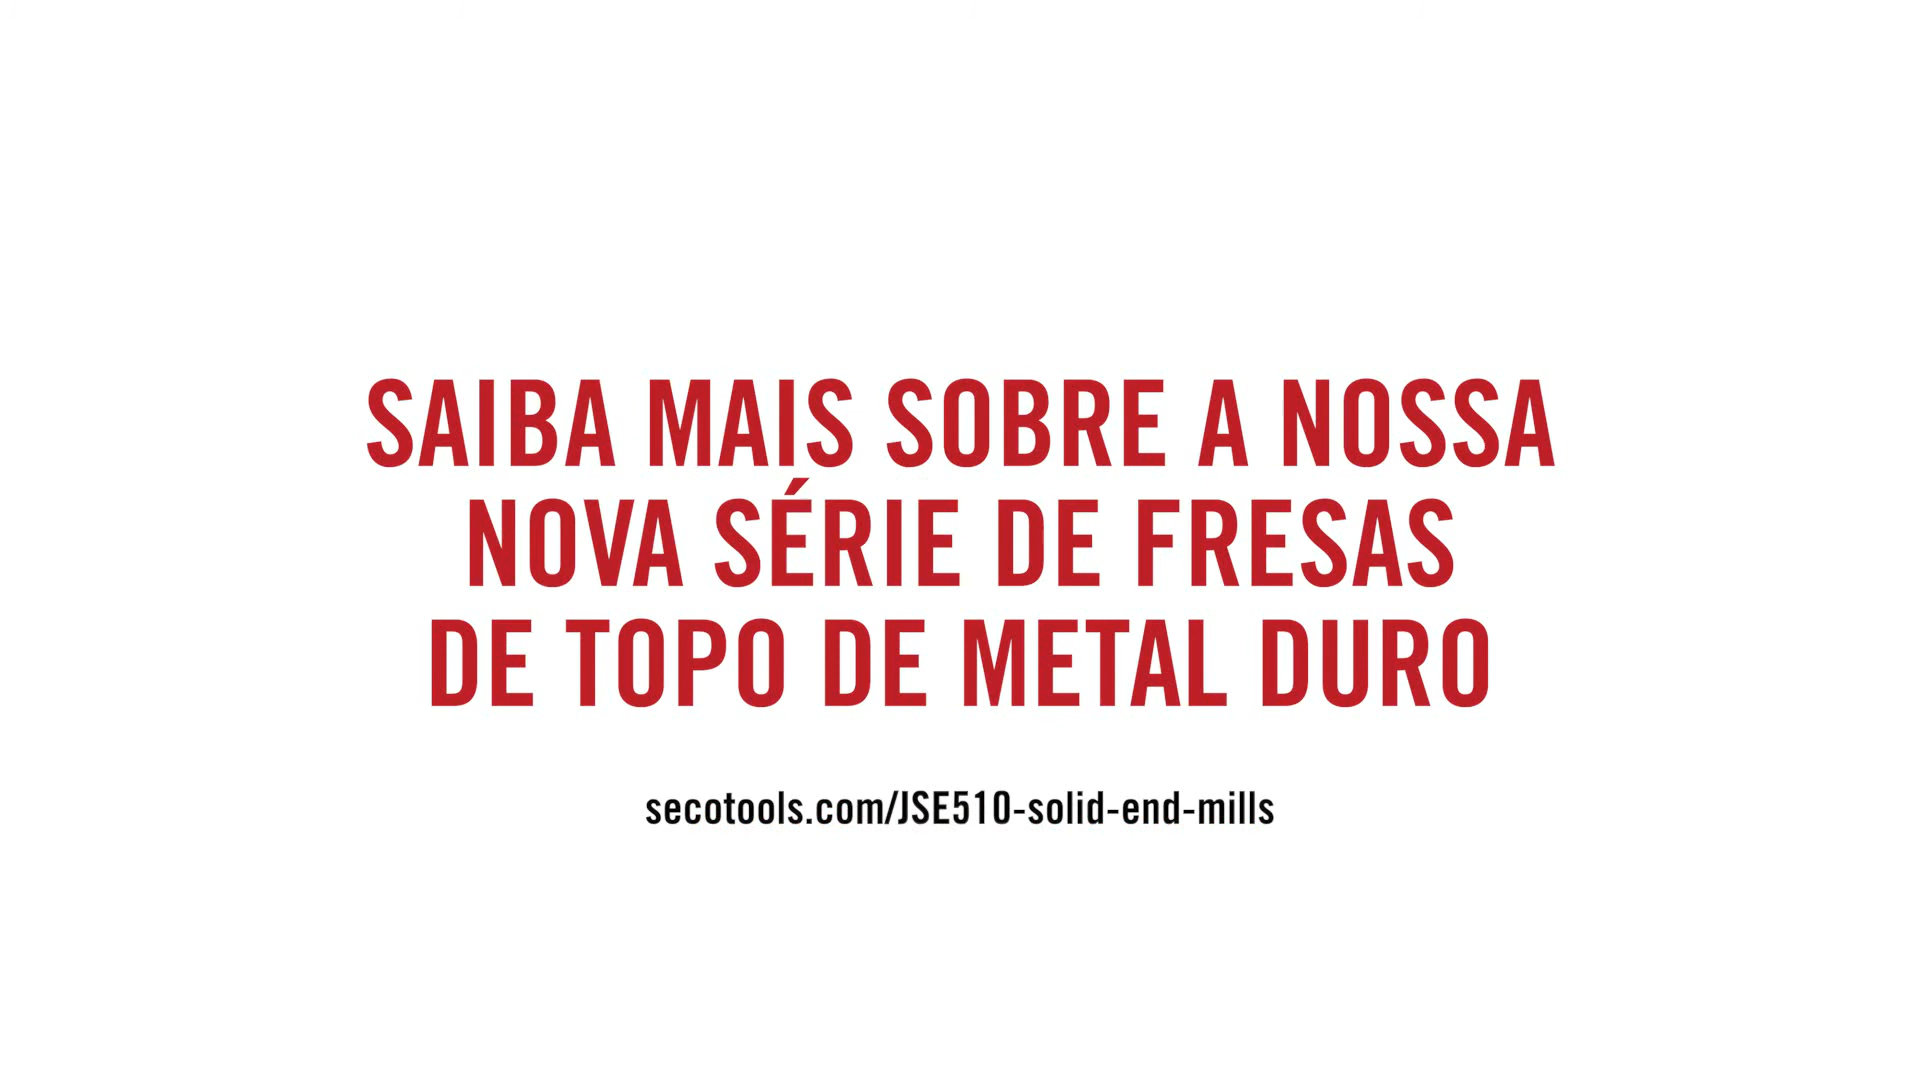 SAIBA MAIS SOBRE A NOSSA
NOVA SÉRIE DE FRESAS
DE TOPO DE METAL DURO
secotools.com/JSE510-solid-end-mills